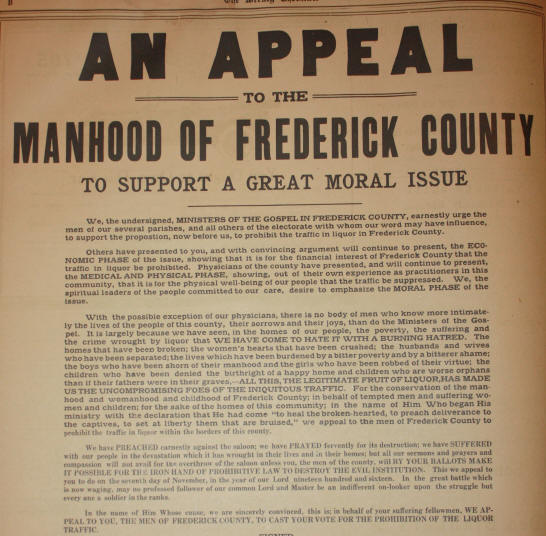 AN APPEAL
TO THE
MANHOOD OF FREDERICK COUNTY
TO SUPPORT A GREAT MORAL ISSUE
We, the undersigned, MINISTERS OF THE GOSPEL IN FREDERICK COUNTY, earnestly urge the
men of our several parishes, and all others of the electorate with whom our word may have influence,
to support the propostion, now before us, to prohibit the traffic in liquor in Frederick County.
Others have presented to you, and with convincing argument will continue to present, the ECO-
NOMIC PHASE of the issue, showing that it is for the financial interest of Frederick County that the
traffic in liquor be prohibited. Physicians of the county have presented, and will continue to present,
the MEDICAL AND PHYSICAL PHASE, showing, out of their own experience as practitioners in this
community, that it is for the physical well-being of our people that the traffic be suppressed. We, the
spiritual leaders of the people committed to our care, desire to emphasize the MORAL PHASE of the
issue.
With the possible exception of our physicians, there is no body of men who know more intimate-
ly the lives of the people of this county, their sorrows and their joys, than do the Ministers of the Gos-
pel. It is largely because we have seen, in the homes of our people, the poverty, the suffering and
the crime wrought by liquor that WE HAVE COME TO HATE IT WITH A BURNING HATRED. The
homes that have been broken; the women's hearts that have been crushed; the husbands and wives
who have been separated; the lives which have been burdened by a bitter poverty and by a bitterer shame;
the boys who have been shorn of their manhood and the girls who have been robbed of their virtue; the
children who have been denied the birthright of a happy home and children who are worse orphans
than if their fathers were in their graves,—ALL THIS, THE LEGITIMATE FRUIT OF LIQUOR, HAS MADE
US THE UNCOMPROMISING FOES OF THE INIQUITOUS TRAFFIC. For the conservation of the man-
hood and womanhood and childhood of Frederick County; in behalf of tempted men and suffering wo-
men and children; for the sake of the homes of this community; in the name of Him Who began His
ministry with the declaration that He had come "to heal the broken-hearted, to preach deliverance to
the captives, to set at liberty them that are bruised," we appeal to the men of Frederick County to
prohibit the traffic in liquor within the borders of this county.
We have PREACHED earnestly against the saloon; we have PRAYED fervently for its destruction; we have SUFFERED
with our people in the devastation which it has wrought in their lives and in their homes; but all our sermons and prayers and
compassion will not avail for the overthrow of the saloon unless you, the men of the county, will BY YOUR BALLOTS MAKE
IT POSSIBLE FOR THE IRON HAND OF PROHIBITIVE LAW TO DESTROY THE EVIL INSTITUTION. This we appeal to
you to do on the seventh day of November, in the year of our Lord nineteen hundred and sixteen. In the great battle which
is now waging, may no professed follower of our common Lord and Master be an indifferent on-looker upon the struggle but
every one a soldier in the ranks.
In the name of Him Whose cause, we are sincerely convinced, this is; in behalf of your suffering fellowmen, WE AP-
PEAL TO YOU, THE MEN OF FREDERICK COUNTY, TO CAST YOUR VOTE FOR THE PROHIBITION OF THE LIQUOR
TRAFFIC.